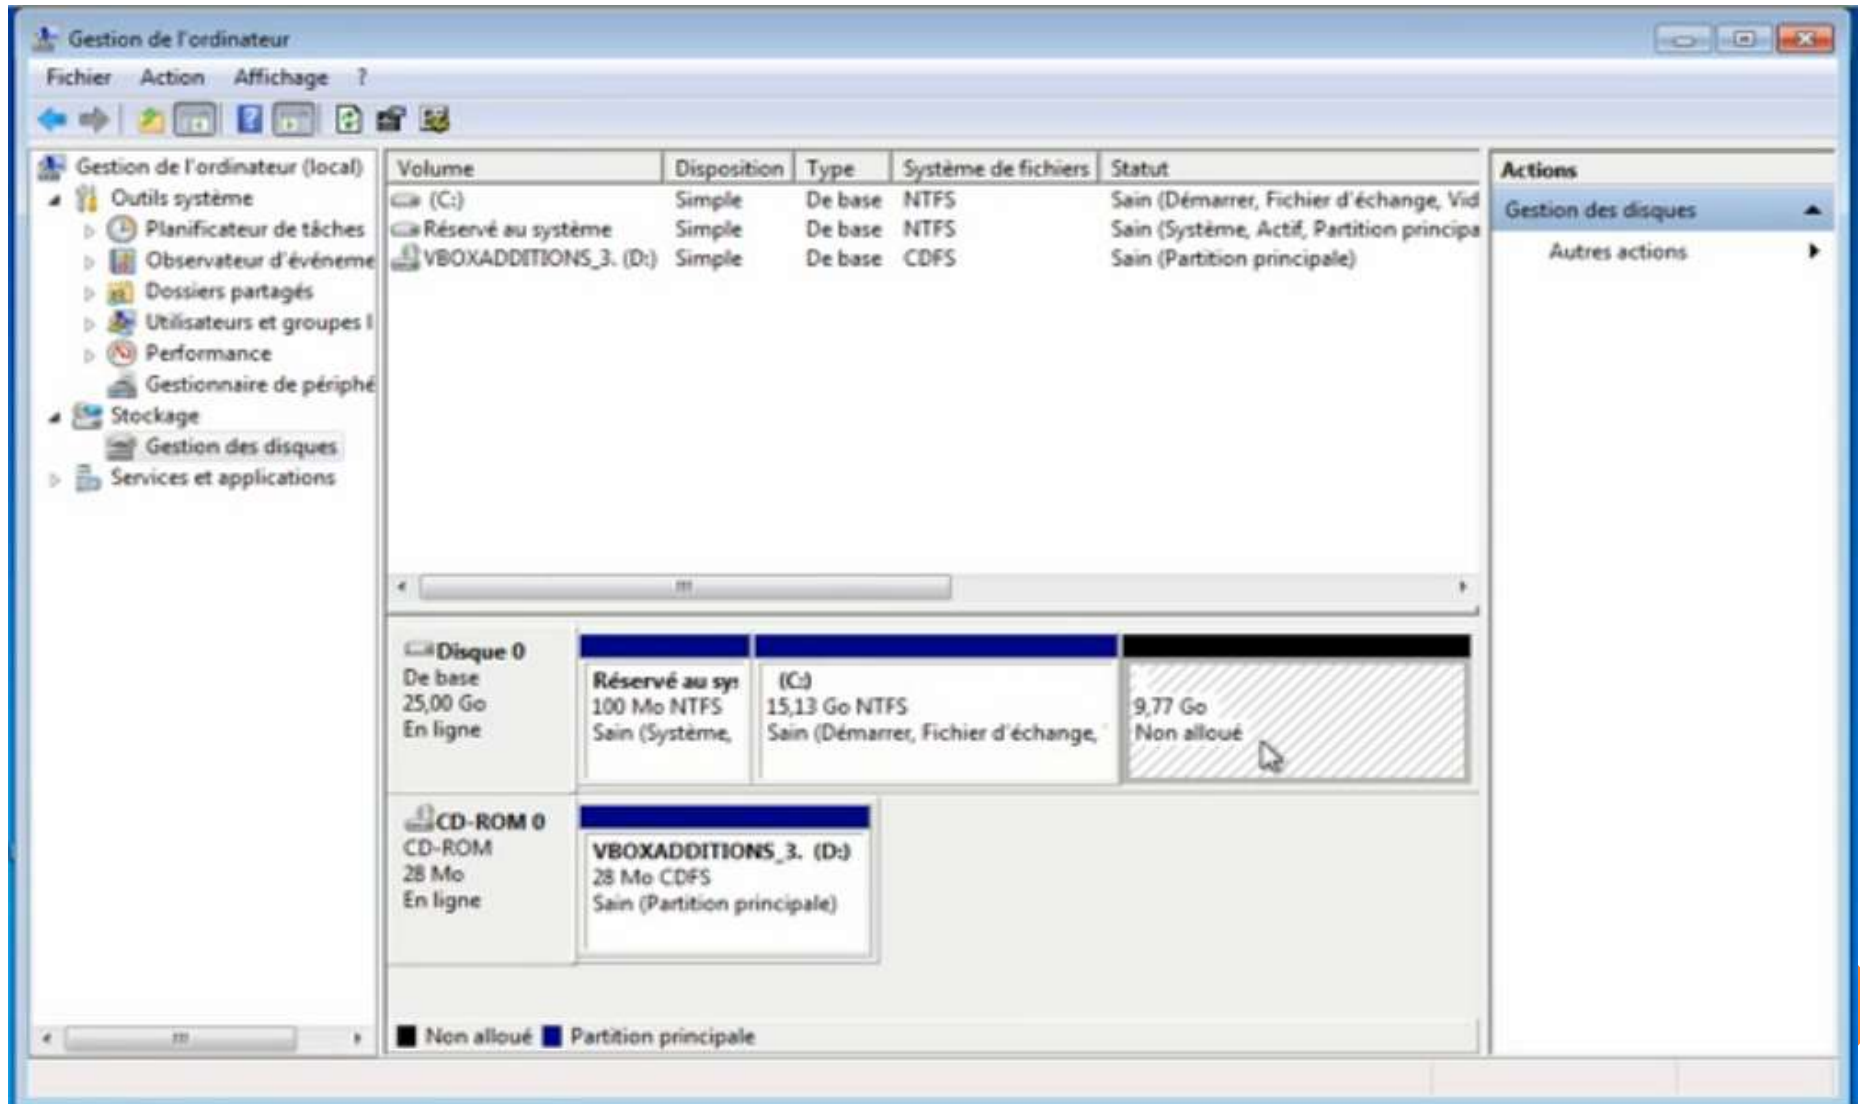 Gestion de l'ordinateur
Fichier Action Affichage ?
Gestion de l'ordinateur (local)
Outils système
Planificateur de tâches
Observateur d'événeme
Dossiers partagés
Utilisateurs et groupes l
Performance
Gestionnaire de périphé
Stockage
Gestion des disques
Services et applications
Volume Disposition Type Système de fichiers Statut
(C:) Simple De base NTFS Sain (Démarrer, Fichier d'échange, Vid
Réservé au système Simple De base NTFS Sain (Système, Actif, Partition principa
VBOXADDITIONS_3. (D:) Simple De base CDFS Sain (Partition principale)
Disque 0
De base
25,00 Go
En ligne
Réservé au sys
100 Mo NTFS
Sain (Système,
(C:)
15,13 Go NTFS
Sain (Démarrer, Fichier d'échange,
9,77 Go
Non alloué
CD-ROM 0
CD-ROM
28 Mo
En ligne
VBOXADDITIONS_3. (D:)
28 Mo CDFS
Sain (Partition principale)
Non alloué Partition principale
Actions
Gestion des disques
Autres actions